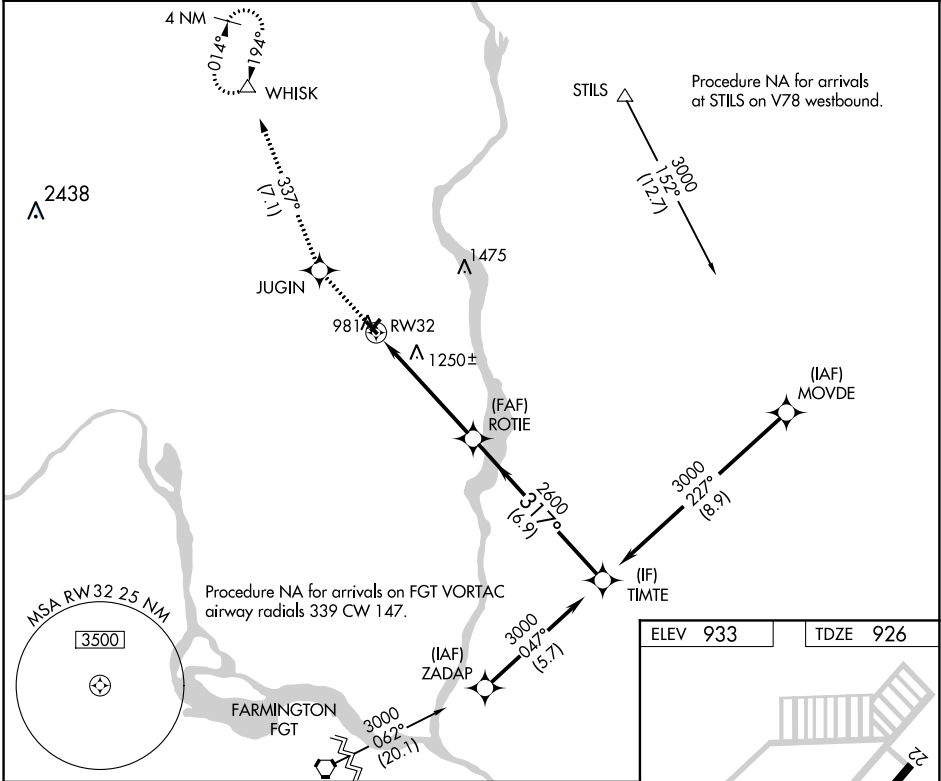 4 NM
014°
194°
WHISK
STILS
Procedure NA for arrivals
at STILS on V78 westbound.
3000
152°
(12.7)
2438
337°
(7.1)
JUGIN
1475
981
RW32
1250±
(FAF)
ROTIE
(IAF)
MOVDE
3000
227°
(8.9)
2600
317°
(6.9)
(IF)
TIMTE
MSA RW32 25 NM
3500
Procedure NA for arrivals on FGT VORTAC
airway radials 339 CW 147.
3000
047°
(5.7)
(IAF)
ZADAP
FARMINGTON
FGT
3000
062°
(20.1)
ELEV 933
TDZE 926
22